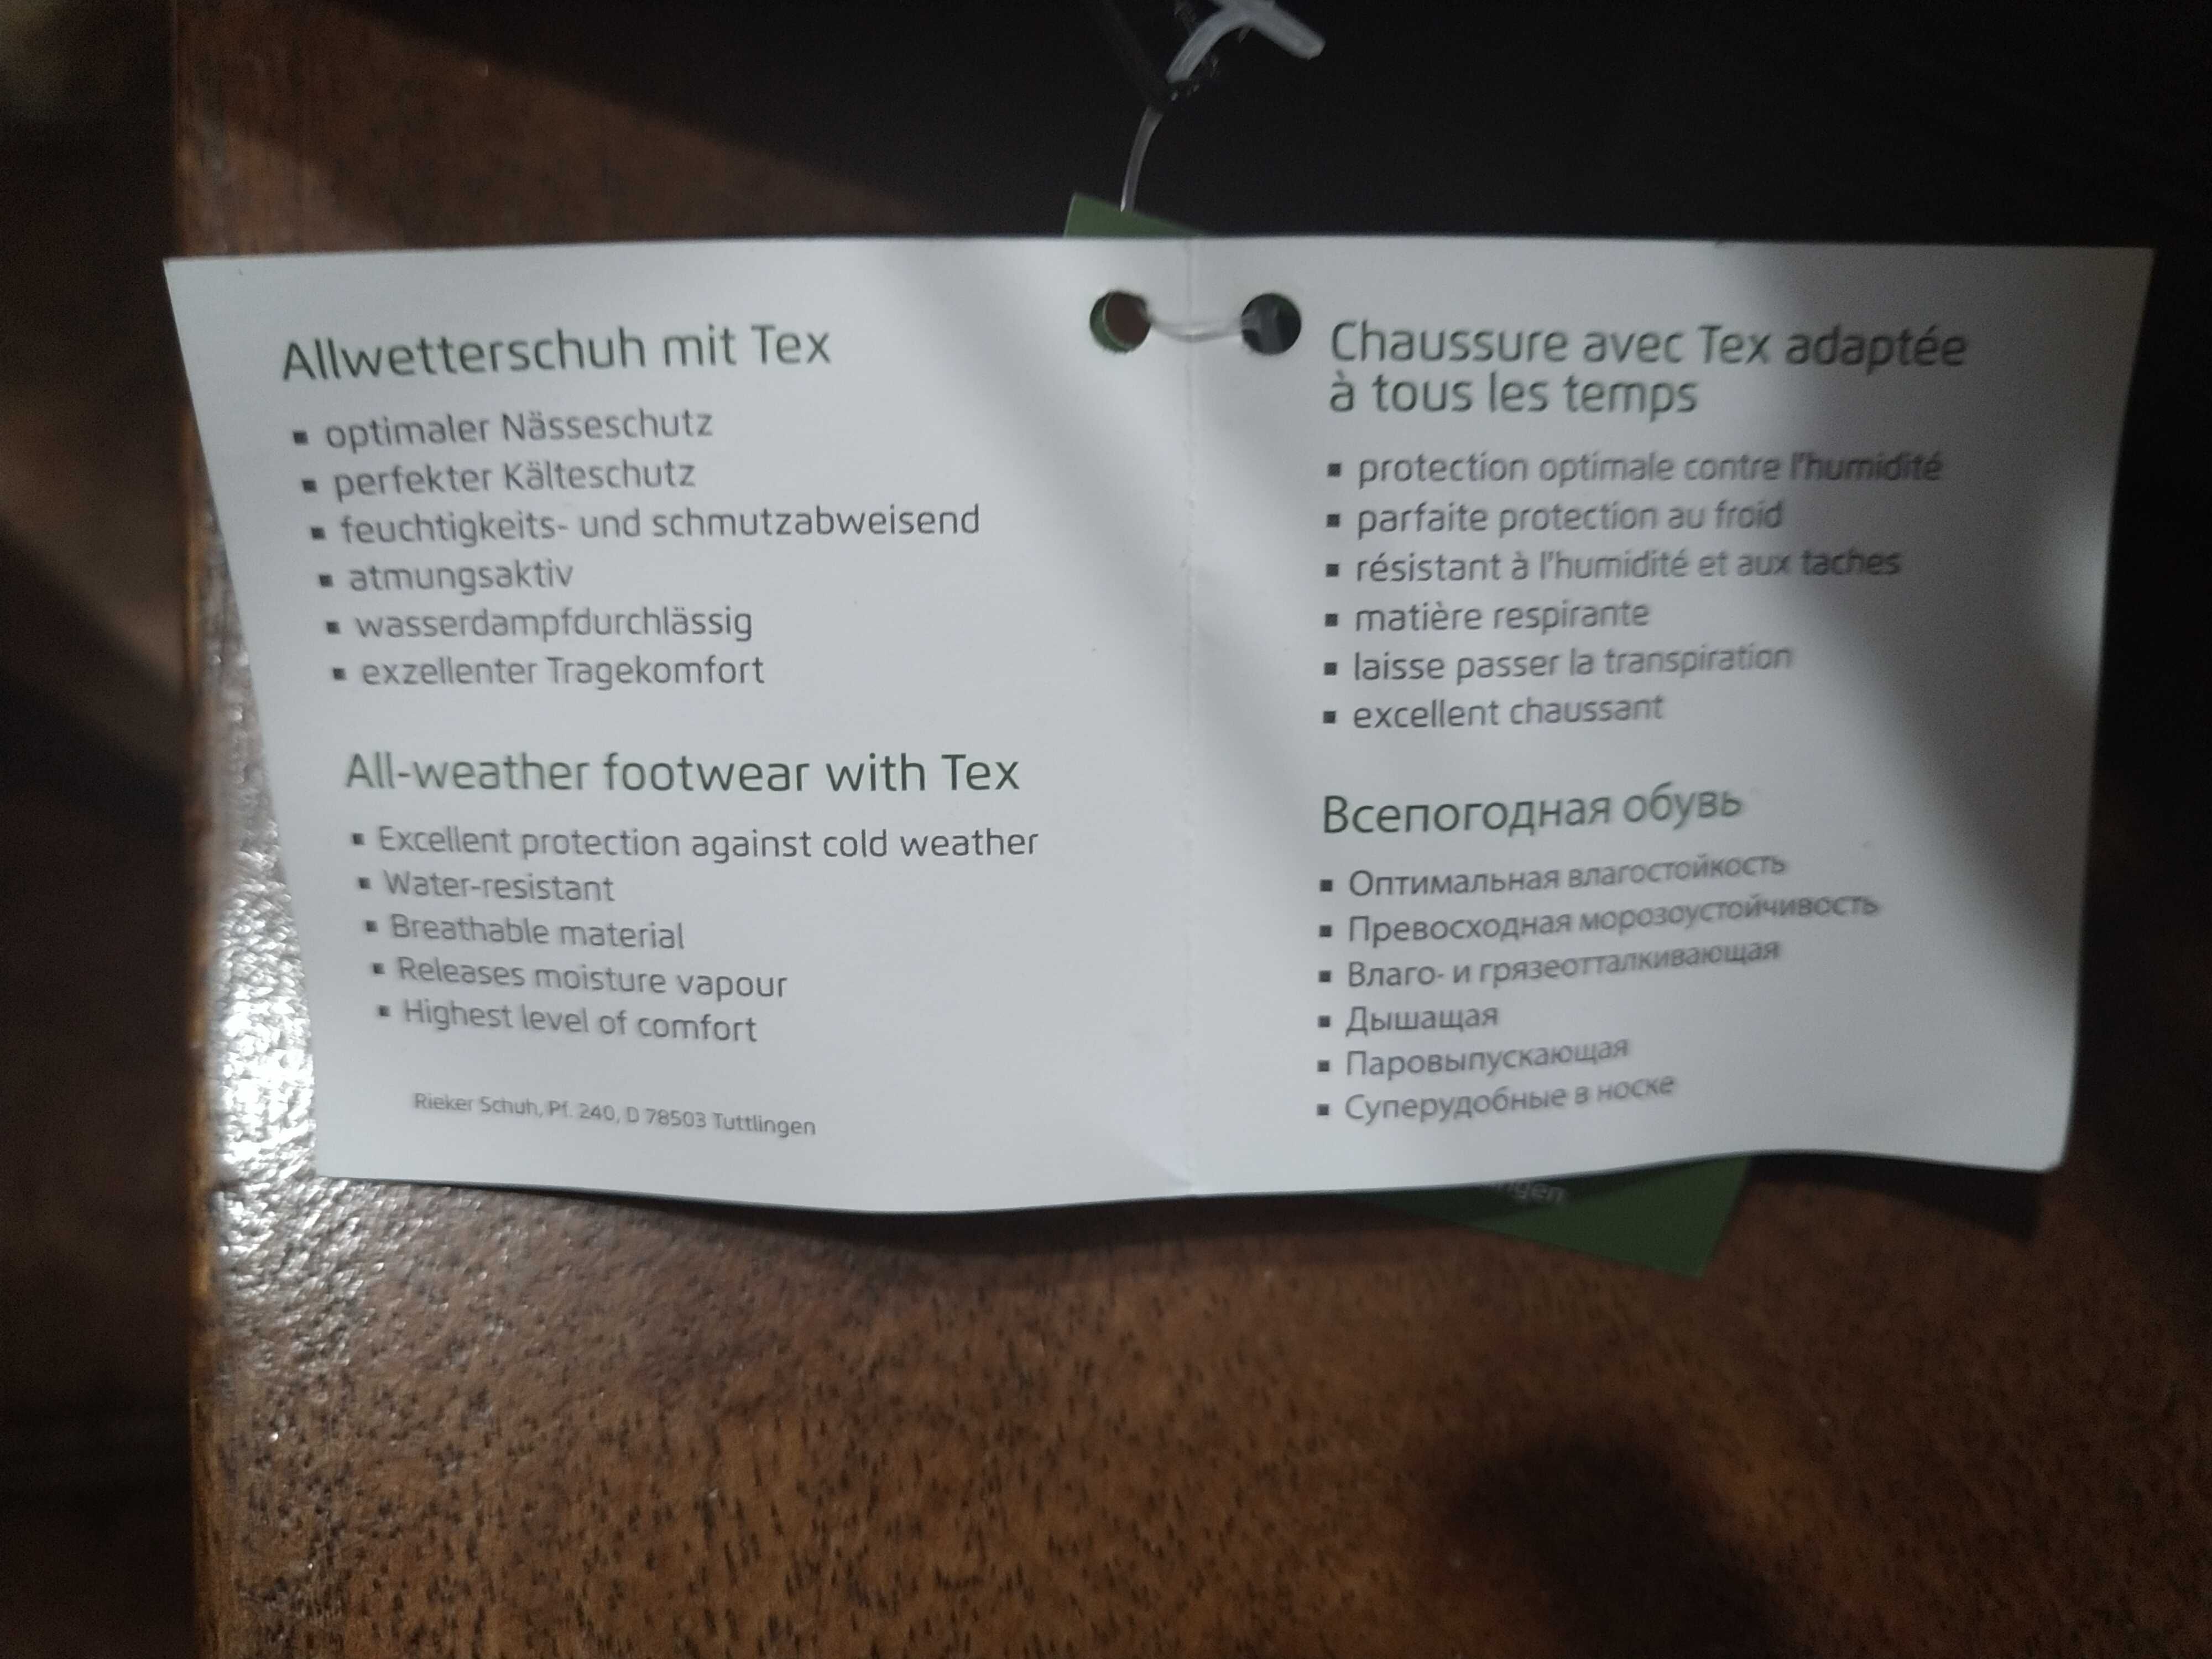 Allwetterschuh mit Tex
▪ optimaler Nässeschutz
▪ perfekter Kälteschutz
▪ feuchtigkeits- und schmutzabweisend
▪ atmungsaktiv
▪ wasserdampfdurchlässig
▪ exzellenter Tragekomfort
All-weather footwear with Tex
▪ Excellent protection against cold weather
▪ Water-resistant
▪ Breathable material
▪ Releases moisture vapour
▪ Highest level of comfort
Rieker Schuh, Pf. 240, D 78503 Tuttlingen
Chaussure avec Tex adaptée
à tous les temps
▪ protection optimale contre l'humidité
▪ parfaite protection au froid
▪ résistant à l'humidité et aux taches
▪ matière respirante
▪ laisse passer la transpiration
▪ excellent chaussant
Всепогодная обувь
▪ Оптимальная влагостойкость
▪ Превосходная морозоустойчивость
▪ Влаго- и грязеотталкивающая
▪ Дышащая
▪ Паровыпускающая
▪ Суперудобные в носке